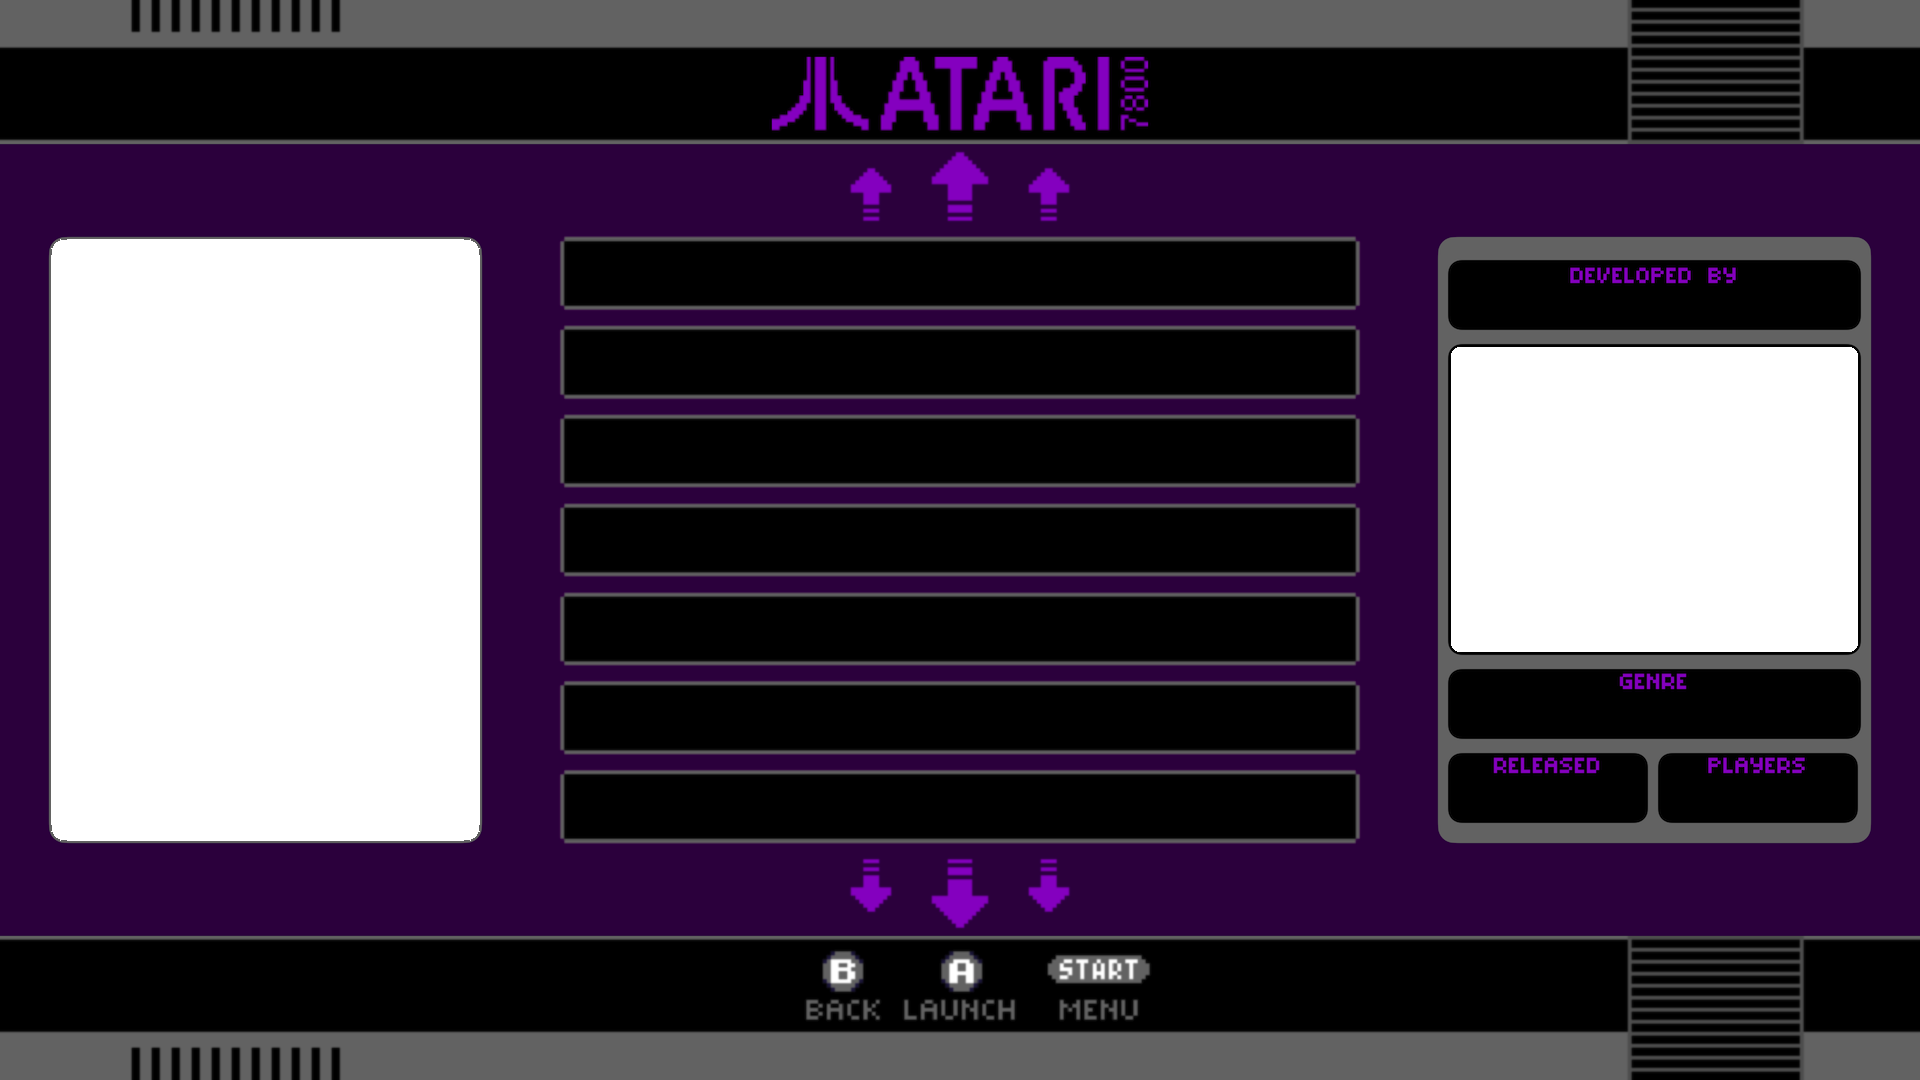 ATARI 7800
DEVELOPED BY
GENRE
RELEASED
PLAYERS
B
A
START
BACK
LAUNCH
MENU